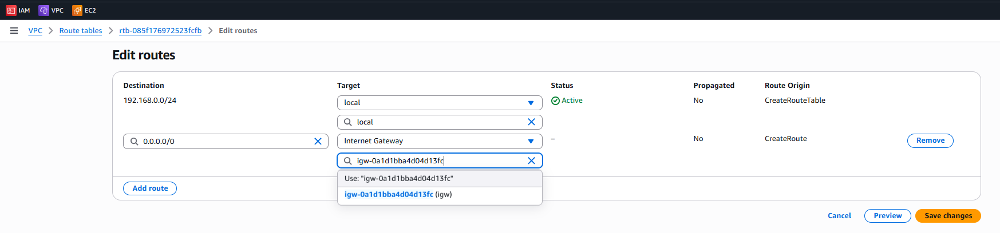 IAM VPC EC2
VPC > Route tables > rtb-085f176972523fcfb > Edit routes
Edit routes
Destination Target Status Propagated Route Origin
192.168.0.0/24 local Active No CreateRouteTable
local
0.0.0.0/0 Internet Gateway – No CreateRoute Remove
igw-0a1d1bba4d04d13fc
Use: "igw-0a1d1bba4d04d13fc"
Add route
igw-0a1d1bba4d04d13fc (igw)
Cancel Preview Save changes